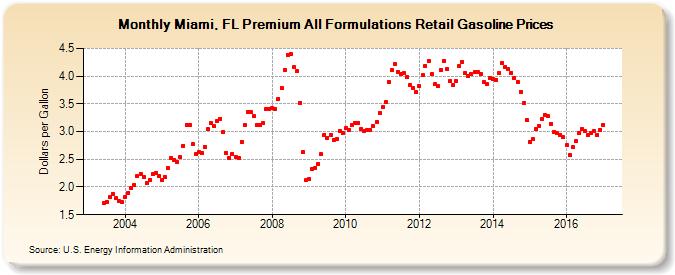 Monthly Miami, FL Premium All Formulations Retail Gasoline Prices
Dollars per Gallon
4.5
4.0
3.5
3.0
2.5
2.0
1.5
2004 2006 2008 2010 2012 2014 2016
Source: U.S. Energy Information Administration